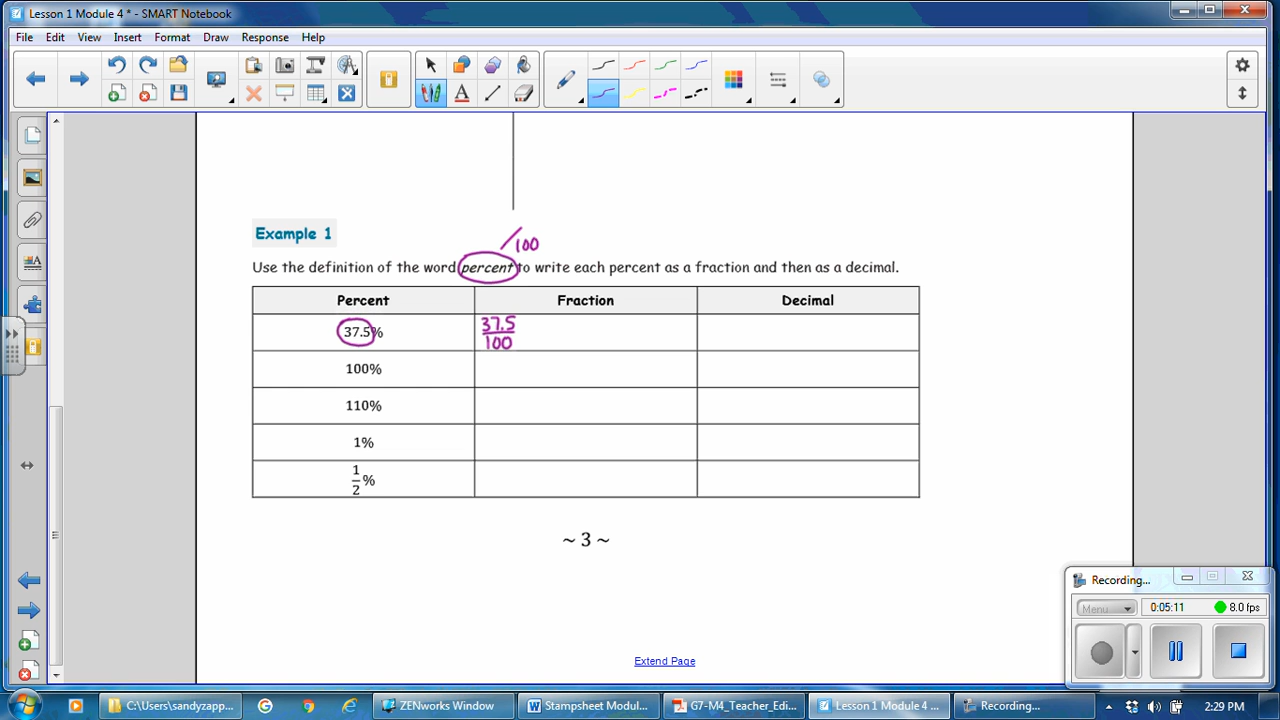 Lesson 1 Module 4 * - SMART Notebook
File Edit View Insert Format Draw Response Help
Example 1
/100
Use the definition of the word percent to write each percent as a fraction and then as a decimal.
Percent Fraction Decimal
37.5% 37.5/100
100%
110%
1%
1/2%
~ 3 ~
Extend Page
Recording...
Menu 0:05:11 8.0 fps
C:\Users\sandyzapp... ZENworks Window Stampsheet Modul... G7-M4_Teacher_Edi... Lesson 1 Module 4 ... Recording... 2:29 PM